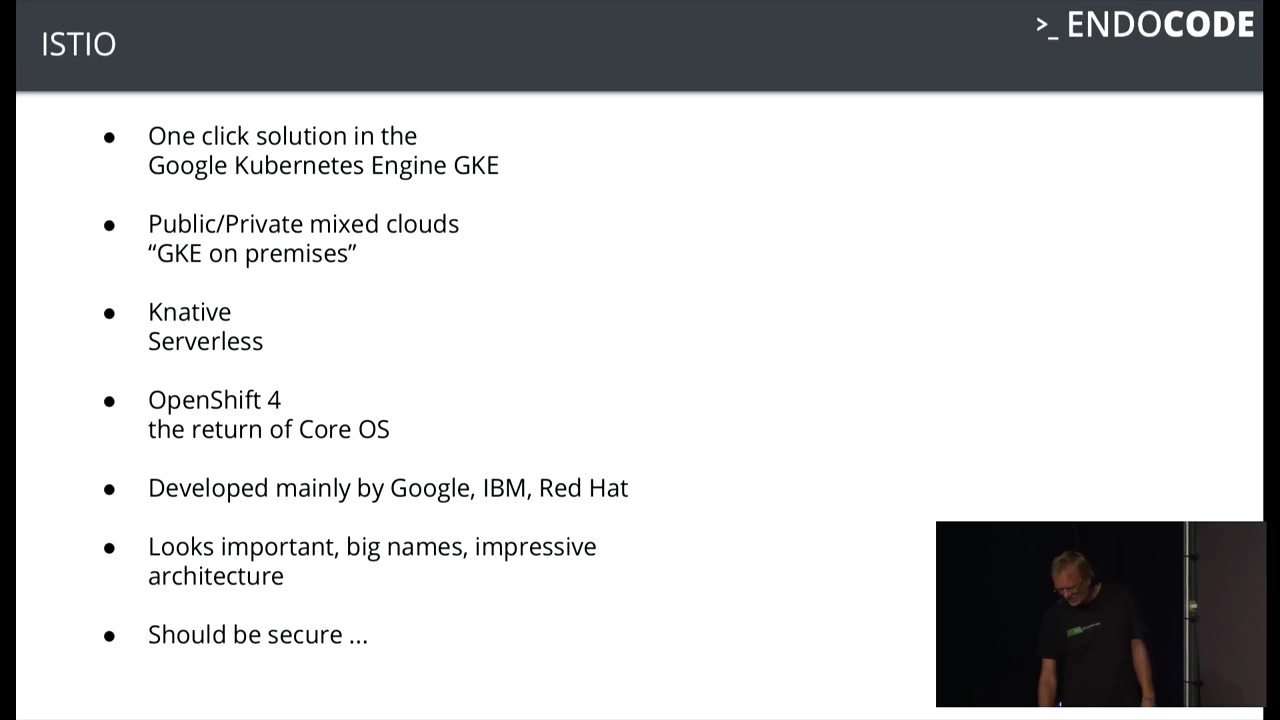 ISTIO
>_ ENDOCODE
● One click solution in the
Google Kubernetes Engine GKE
● Public/Private mixed clouds
“GKE on premises”
● Knative
Serverless
● OpenShift 4
the return of Core OS
● Developed mainly by Google, IBM, Red Hat
● Looks important, big names, impressive
architecture
● Should be secure ...